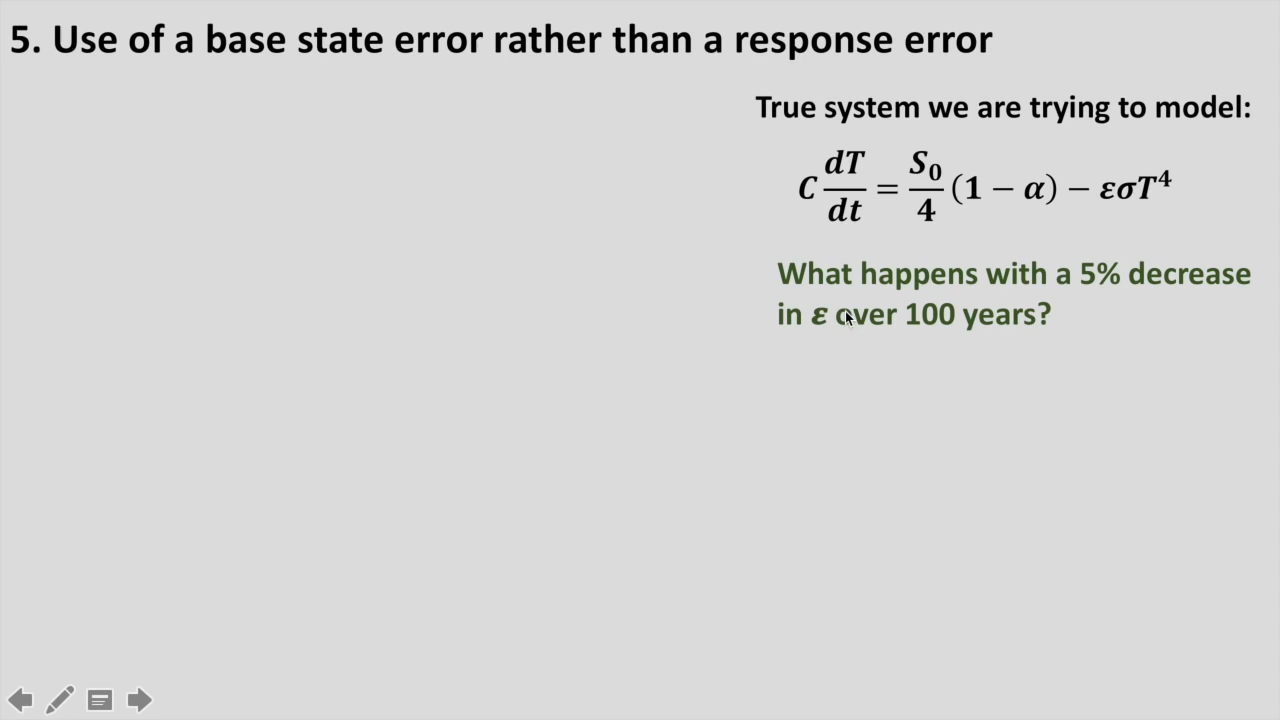 5. Use of a base state error rather than a response error
True system we are trying to model:
C dT/dt = S₀/4 (1 − α) − εσT⁴
What happens with a 5% decrease
in ε over 100 years?